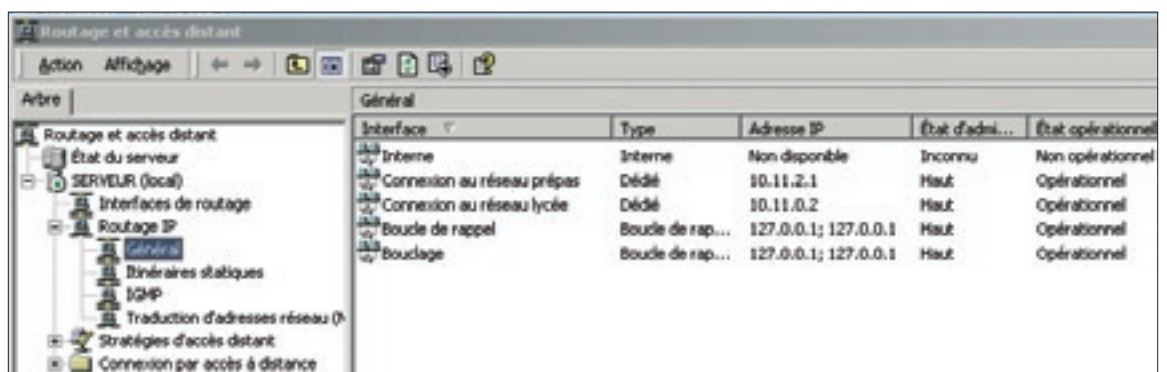 Routage et accès distant
Action Affichage
Arbre
Général
Routage et accès distant
État du serveur
SERVEUR (local)
Interfaces de routage
Routage IP
Général
Itinéraires statiques
IGMP
Traduction d'adresses réseau (N
Stratégies d'accès distant
Connexion par accès à distance
Interface Type Adresse IP État d'admi... État opérationnel
Interne Interne Non disponible Inconnu Non opérationnel
Connexion au réseau prépas Dédié 10.11.2.1 Haut Opérationnel
Connexion au réseau lycée Dédié 10.11.0.2 Haut Opérationnel
Boucle de rappel Boucle de rap... 127.0.0.1; 127.0.0.1 Haut Opérationnel
Bouclage Boucle de rap... 127.0.0.1; 127.0.0.1 Haut Opérationnel